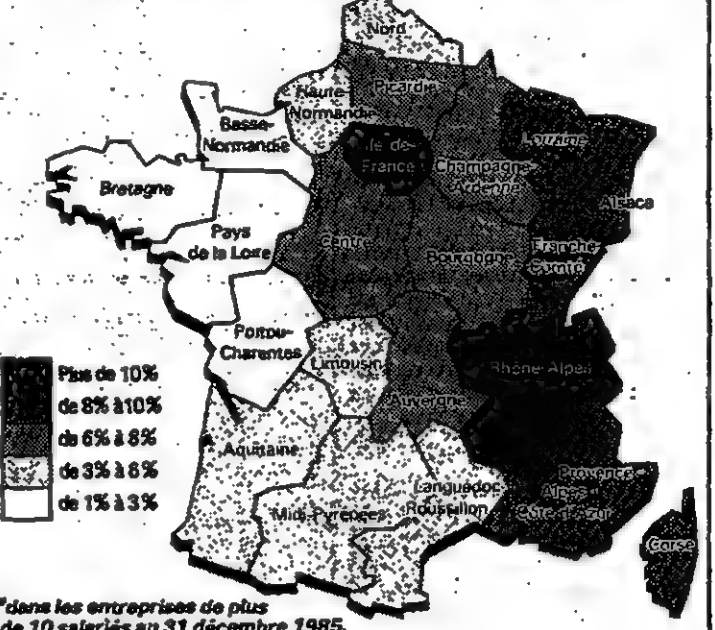 Nord
Haute-
Normandie
Picardie
Basse-
Normandie
Ile de-
France
Lorraine
Champagne
Ardenne
Alsace
Bretagne
Pays
de la Loire
Centre
Bourgogne
Franche-
Comté
Poitou-
Charentes
Limousin
Rhône-Alpes
Auvergne
Plus de 10%
de 8% à 10%
de 6% à 8%
de 3% à 6%
de 1% à 3%
Aquitaine
Midi-Pyrénées
Languedoc-
Roussillon
Provence
Alpes
Côte d'Azur
Corse
*dans les entreprises de plus
de 10 salariés au 31 décembre 1985.